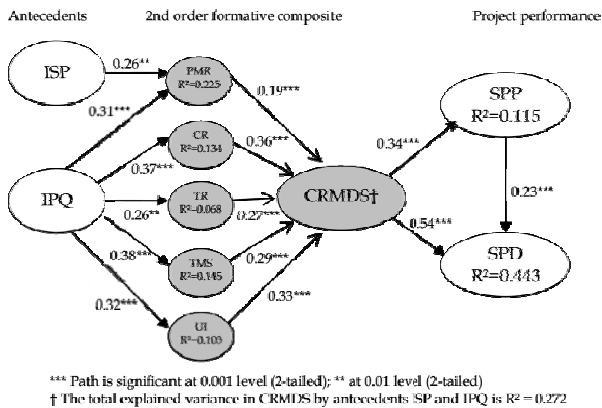 Antecedents 2nd order formative composite Project performance
ISP
0.26**
PMR
R²=0.225
0.19***
0.31***
CR
R²=0.134
0.36***
0.37***
IPQ
TR
R²=0.068
0.26**
0.27***
CRMDS†
0.38***
TMS
R²=0.145
0.29***
0.32***
UI
R²=0.103
0.33***
SPP
R²=0.115
0.34***
0.23***
0.54***
SPD
R²=0.443
*** Path is significant at 0.001 level (2-tailed); ** at 0.01 level (2-tailed)
† The total explained variance in CRMDS by antecedents ISP and IPQ is R² = 0.272